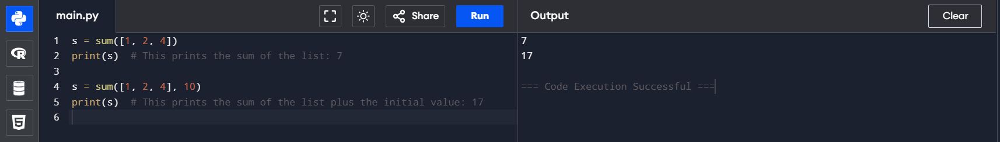 main.py
Share
Run
Output
Clear
1 s = sum([1, 2, 4])
2 print(s)  # This prints the sum of the list: 7
3
4 s = sum([1, 2, 4], 10)
5 print(s)  # This prints the sum of the list plus the initial value: 17
6
7
17
=== Code Execution Successful ===